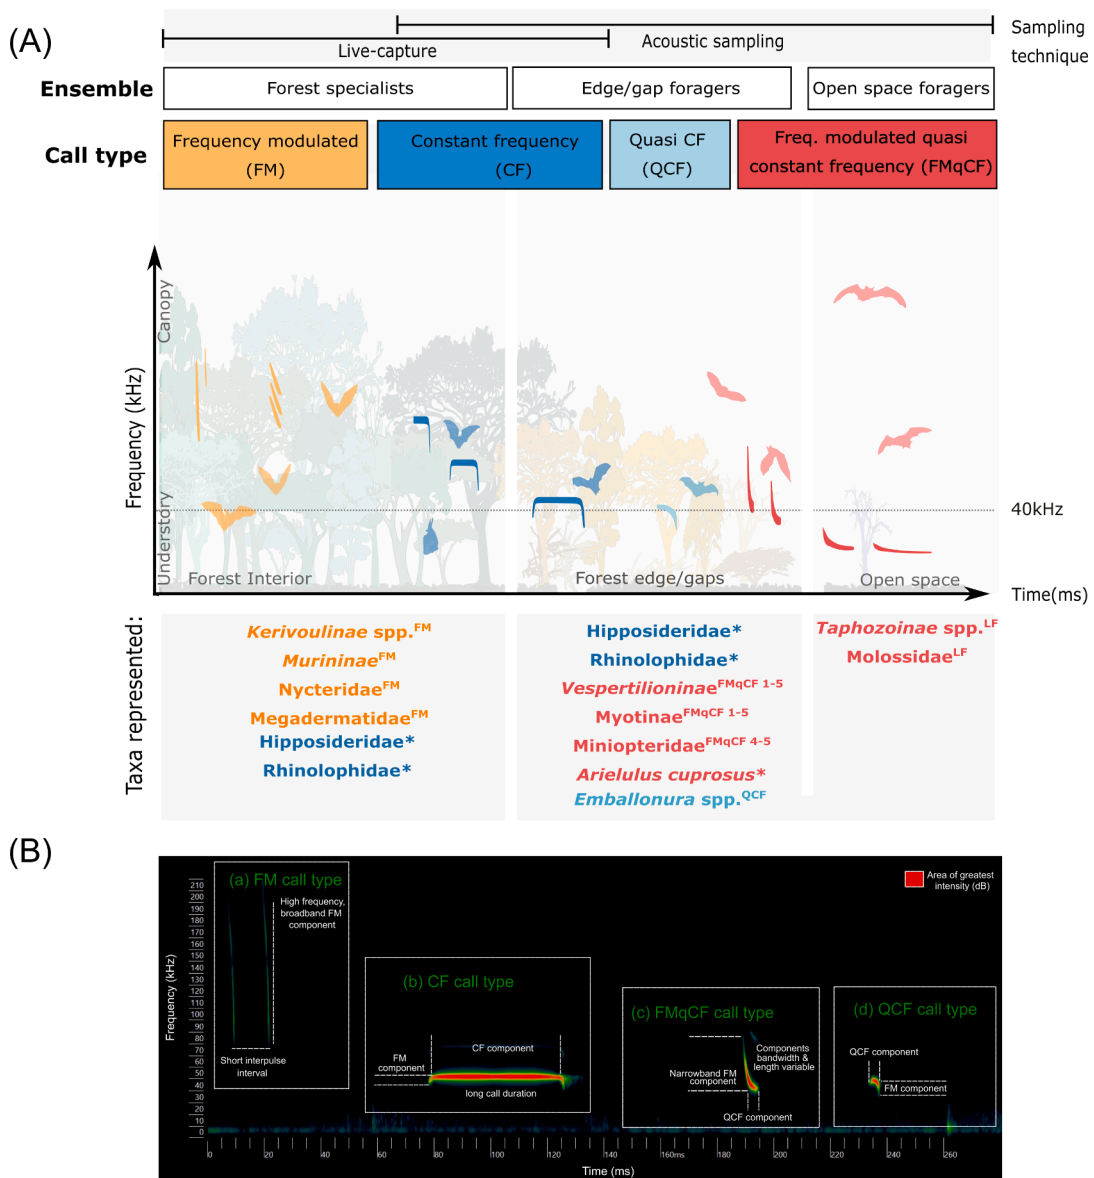 (A)
Sampling
technique
Live-capture
Acoustic sampling
Ensemble
Forest specialists
Edge/gap foragers
Open space foragers
Call type
Frequency modulated
(FM)
Constant frequency
(CF)
Quasi CF
(QCF)
Freq. modulated quasi
constant frequency (FMqCF)
Frequency (kHz)
Canopy
Understory
40kHz
Forest Interior
Forest edge/gaps
Open space
Time(ms)
Taxa represented:
Kerivoulinae spp.FM
MurininaeFM
NycteridaeFM
MegadermatidaeFM
Hipposideridae*
Rhinolophidae*
Hipposideridae*
Rhinolophidae*
VespertilioninaeFMqCF 1-5
MyotinaeFMqCF 1-5
MiniopteridaeFMqCF 4-5
Arielulus cuprosus*
Emballonura spp.QCF
Taphozoinae spp.LF
MolossidaeLF
(B)
Frequency (kHz)
210
200
190
180
170
160
150
140
130
120
110
100
90
80
70
60
50
40
30
20
10
0
(a) FM call type
High frequency,
broadband FM
component
Short interpulse
interval
(b) CF call type
FM
component
CF component
long call duration
(c) FMqCF call type
Components
bandwidth &
length variable
Narrowband FM
component
QCF component
(d) QCF call type
QCF component
FM component
Area of greatest
intensity (dB)
0
20
40
60
80
100
120
140
160ms
180
200
220
240
260
Time (ms)